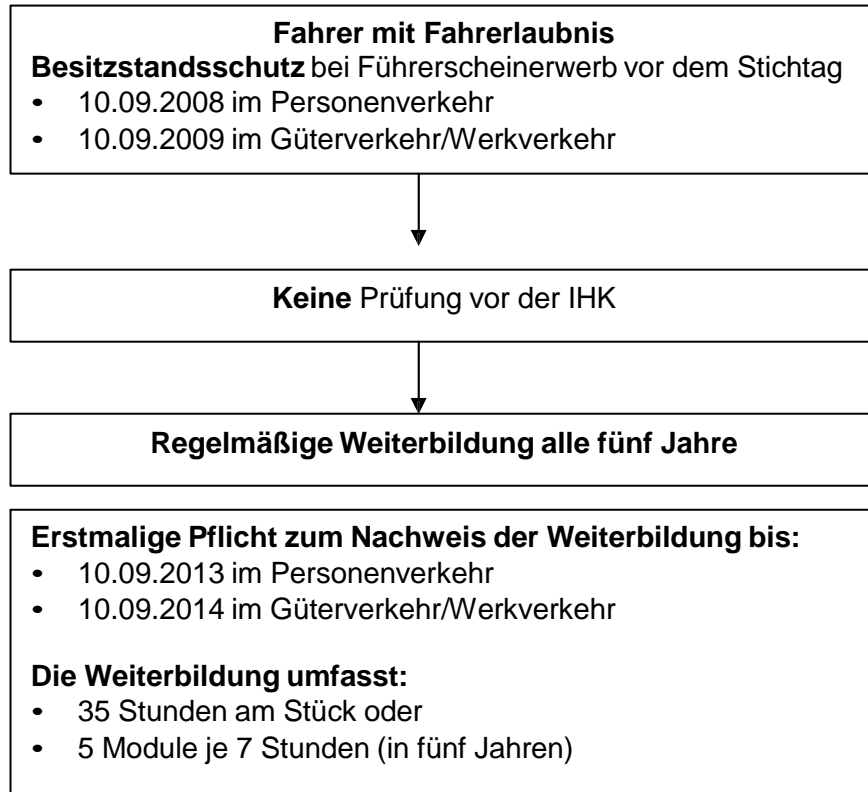 Fahrer mit Fahrerlaubnis
Besitzstandsschutz bei Führerscheinerwerb vor dem Stichtag
• 10.09.2008 im Personenverkehr
• 10.09.2009 im Güterverkehr/Werkverkehr
Keine Prüfung vor der IHK
Regelmäßige Weiterbildung alle fünf Jahre
Erstmalige Pflicht zum Nachweis der Weiterbildung bis:
• 10.09.2013 im Personenverkehr
• 10.09.2014 im Güterverkehr/Werkverkehr
Die Weiterbildung umfasst:
• 35 Stunden am Stück oder
• 5 Module je 7 Stunden (in fünf Jahren)